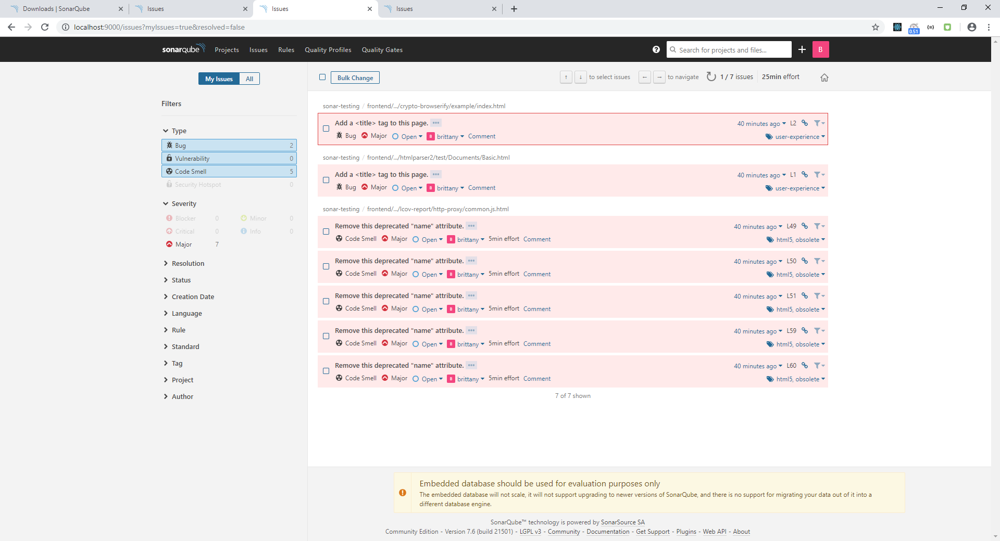 Downloads | SonarQube
Issues
Issues
Issues
localhost:9000/issues?myIssues=true&resolved=false
0.51
sonarqube Projects Issues Rules Quality Profiles Quality Gates
Search for projects and files...
B
My Issues All
Bulk Change
↑ ↓ to select issues ← → to navigate 1 / 7 issues 25min effort
Filters
Type
Bug 2
Vulnerability 0
Code Smell 5
Security Hotspot 0
Severity
Blocker 0 Minor 0
Critical 0 Info 0
Major 7
Resolution
Status
Creation Date
Language
Rule
Standard
Tag
Project
Author
sonar-testing / frontend/.../crypto-browserify/example/index.html
Add a <title> tag to this page. 40 minutes ago L2
Bug Major Open B brittany Comment user-experience
sonar-testing / frontend/.../htmlparser2/test/Documents/Basic.html
Add a <title> tag to this page. 40 minutes ago L1
Bug Major Open B brittany Comment user-experience
sonar-testing / frontend/.../lcov-report/http-proxy/common.js.html
Remove this deprecated "name" attribute. 40 minutes ago L49
Code Smell Major Open B brittany 5min effort Comment html5, obsolete
Remove this deprecated "name" attribute. 40 minutes ago L50
Code Smell Major Open B brittany 5min effort Comment html5, obsolete
Remove this deprecated "name" attribute. 40 minutes ago L51
Code Smell Major Open B brittany 5min effort Comment html5, obsolete
Remove this deprecated "name" attribute. 40 minutes ago L59
Code Smell Major Open B brittany 5min effort Comment html5, obsolete
Remove this deprecated "name" attribute. 40 minutes ago L60
Code Smell Major Open B brittany 5min effort Comment html5, obsolete
7 of 7 shown
Embedded database should be used for evaluation purposes only
The embedded database will not scale, it will not support upgrading to newer versions of SonarQube, and there is no support for migrating your data out of it into a
different database engine.
SonarQube™ technology is powered by SonarSource SA
Community Edition - Version 7.6 (build 21501) - LGPL v3 - Community - Documentation - Get Support - Plugins - Web API - About